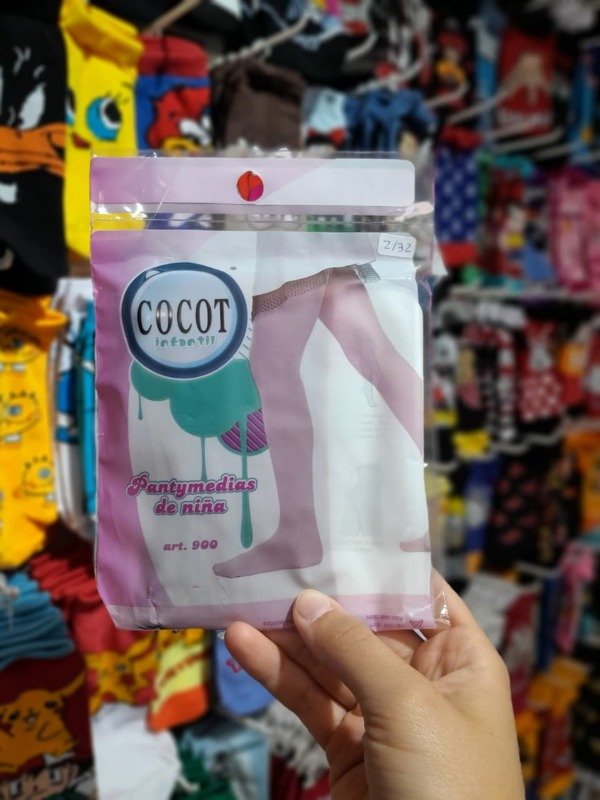 2/32
COCOT
infantil
Pantymedias
de niña
art. 900